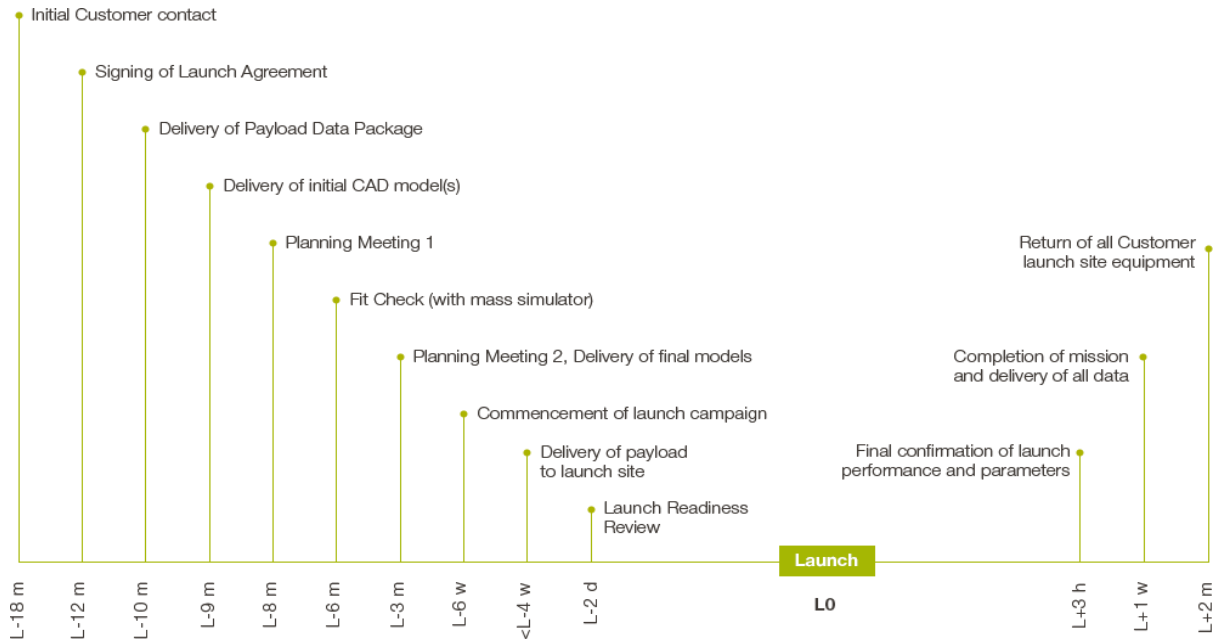 Initial Customer contact
Signing of Launch Agreement
Delivery of Payload Data Package
Delivery of initial CAD model(s)
Planning Meeting 1
Return of all Customer
launch site equipment
Fit Check (with mass simulator)
Planning Meeting 2, Delivery of final models
Completion of mission
and delivery of all data
Commencement of launch campaign
Delivery of payload
to launch site
Final confirmation of launch
performance and parameters
Launch Readiness
Review
Launch
L-18 m
L-12 m
L-10 m
L-9 m
L-8 m
L-6 m
L-3 m
L-6 w
<L-4 w
L-2 d
L0
L+3 h
L+1 w
L+2 m